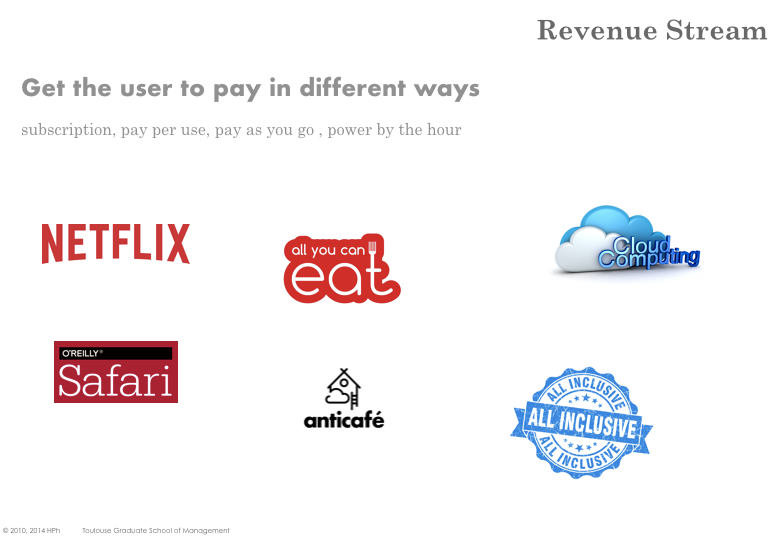 Revenue Stream
Get the user to pay in different ways
subscription, pay per use, pay as you go , power by the hour
NETFLIX
all you can
eat
Cloud
Computing
O'REILLY®
Safari
anticafé
ALL INCLUSIVE
ALL INCLUSIVE
ALL INCLUSIVE
© 2010, 2014 HPh Toulouse Graduate School of Management